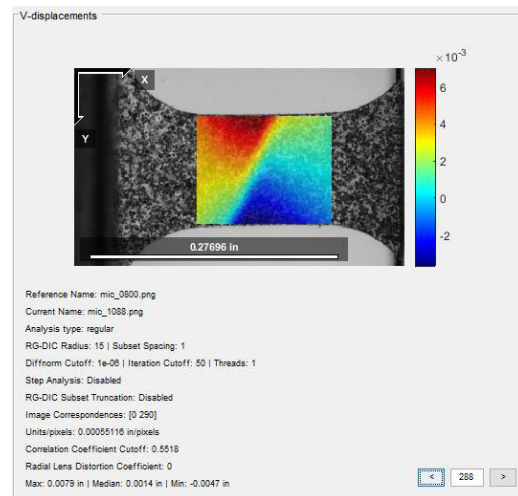 V-displacements
×10-3
X
6
4
Y
2
0
0.27696 in
-2
Reference Name: mic_0800.png
Current Name: mic_1088.png
Analysis type: regular
RG-DIC Radius: 15 | Subset Spacing: 1
Diffnorm Cutoff: 1e-06 | Iteration Cutoff: 50 | Threads: 1
Step Analysis: Disabled
RG-DIC Subset Truncation: Disabled
Image Correspondences: [0 290]
Units/pixels: 0.00055116 in/pixels
Correlation Coefficient Cutoff: 0.5518
Radial Lens Distortion Coefficient: 0
Max: 0.0079 in | Median: 0.0014 in | Min: -0.0047 in
< 288 >